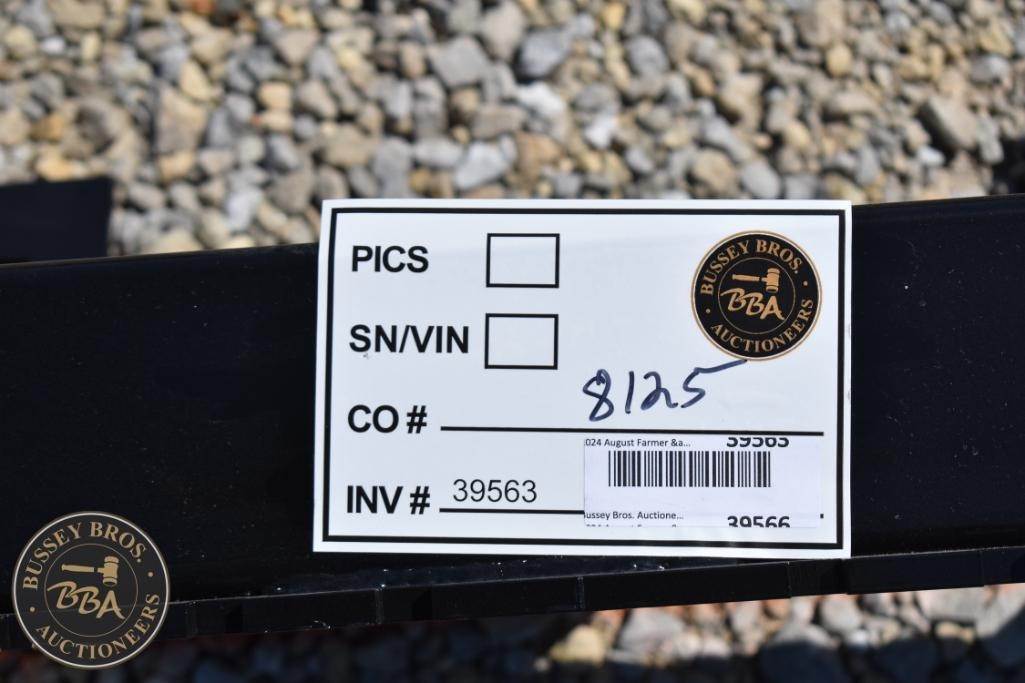 PICS
BUSSEY BROS.
BBA
AUCTIONEERS
SN/VIN
8125
CO #
024 August Farmer &a...
INV # 39563
ussey Bros. Auctione...
39566
BUSSEY BROS.
BBA
AUCTIONEERS